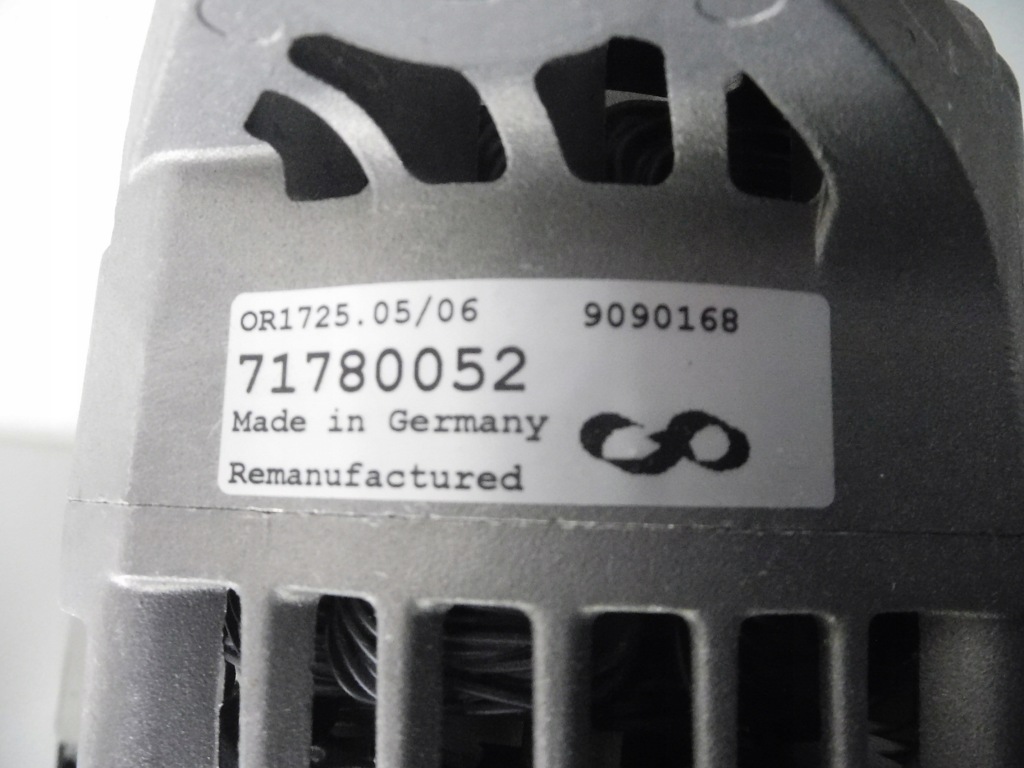 OR1725.05/06 9090168
71780052
Made in Germany
Remanufactured